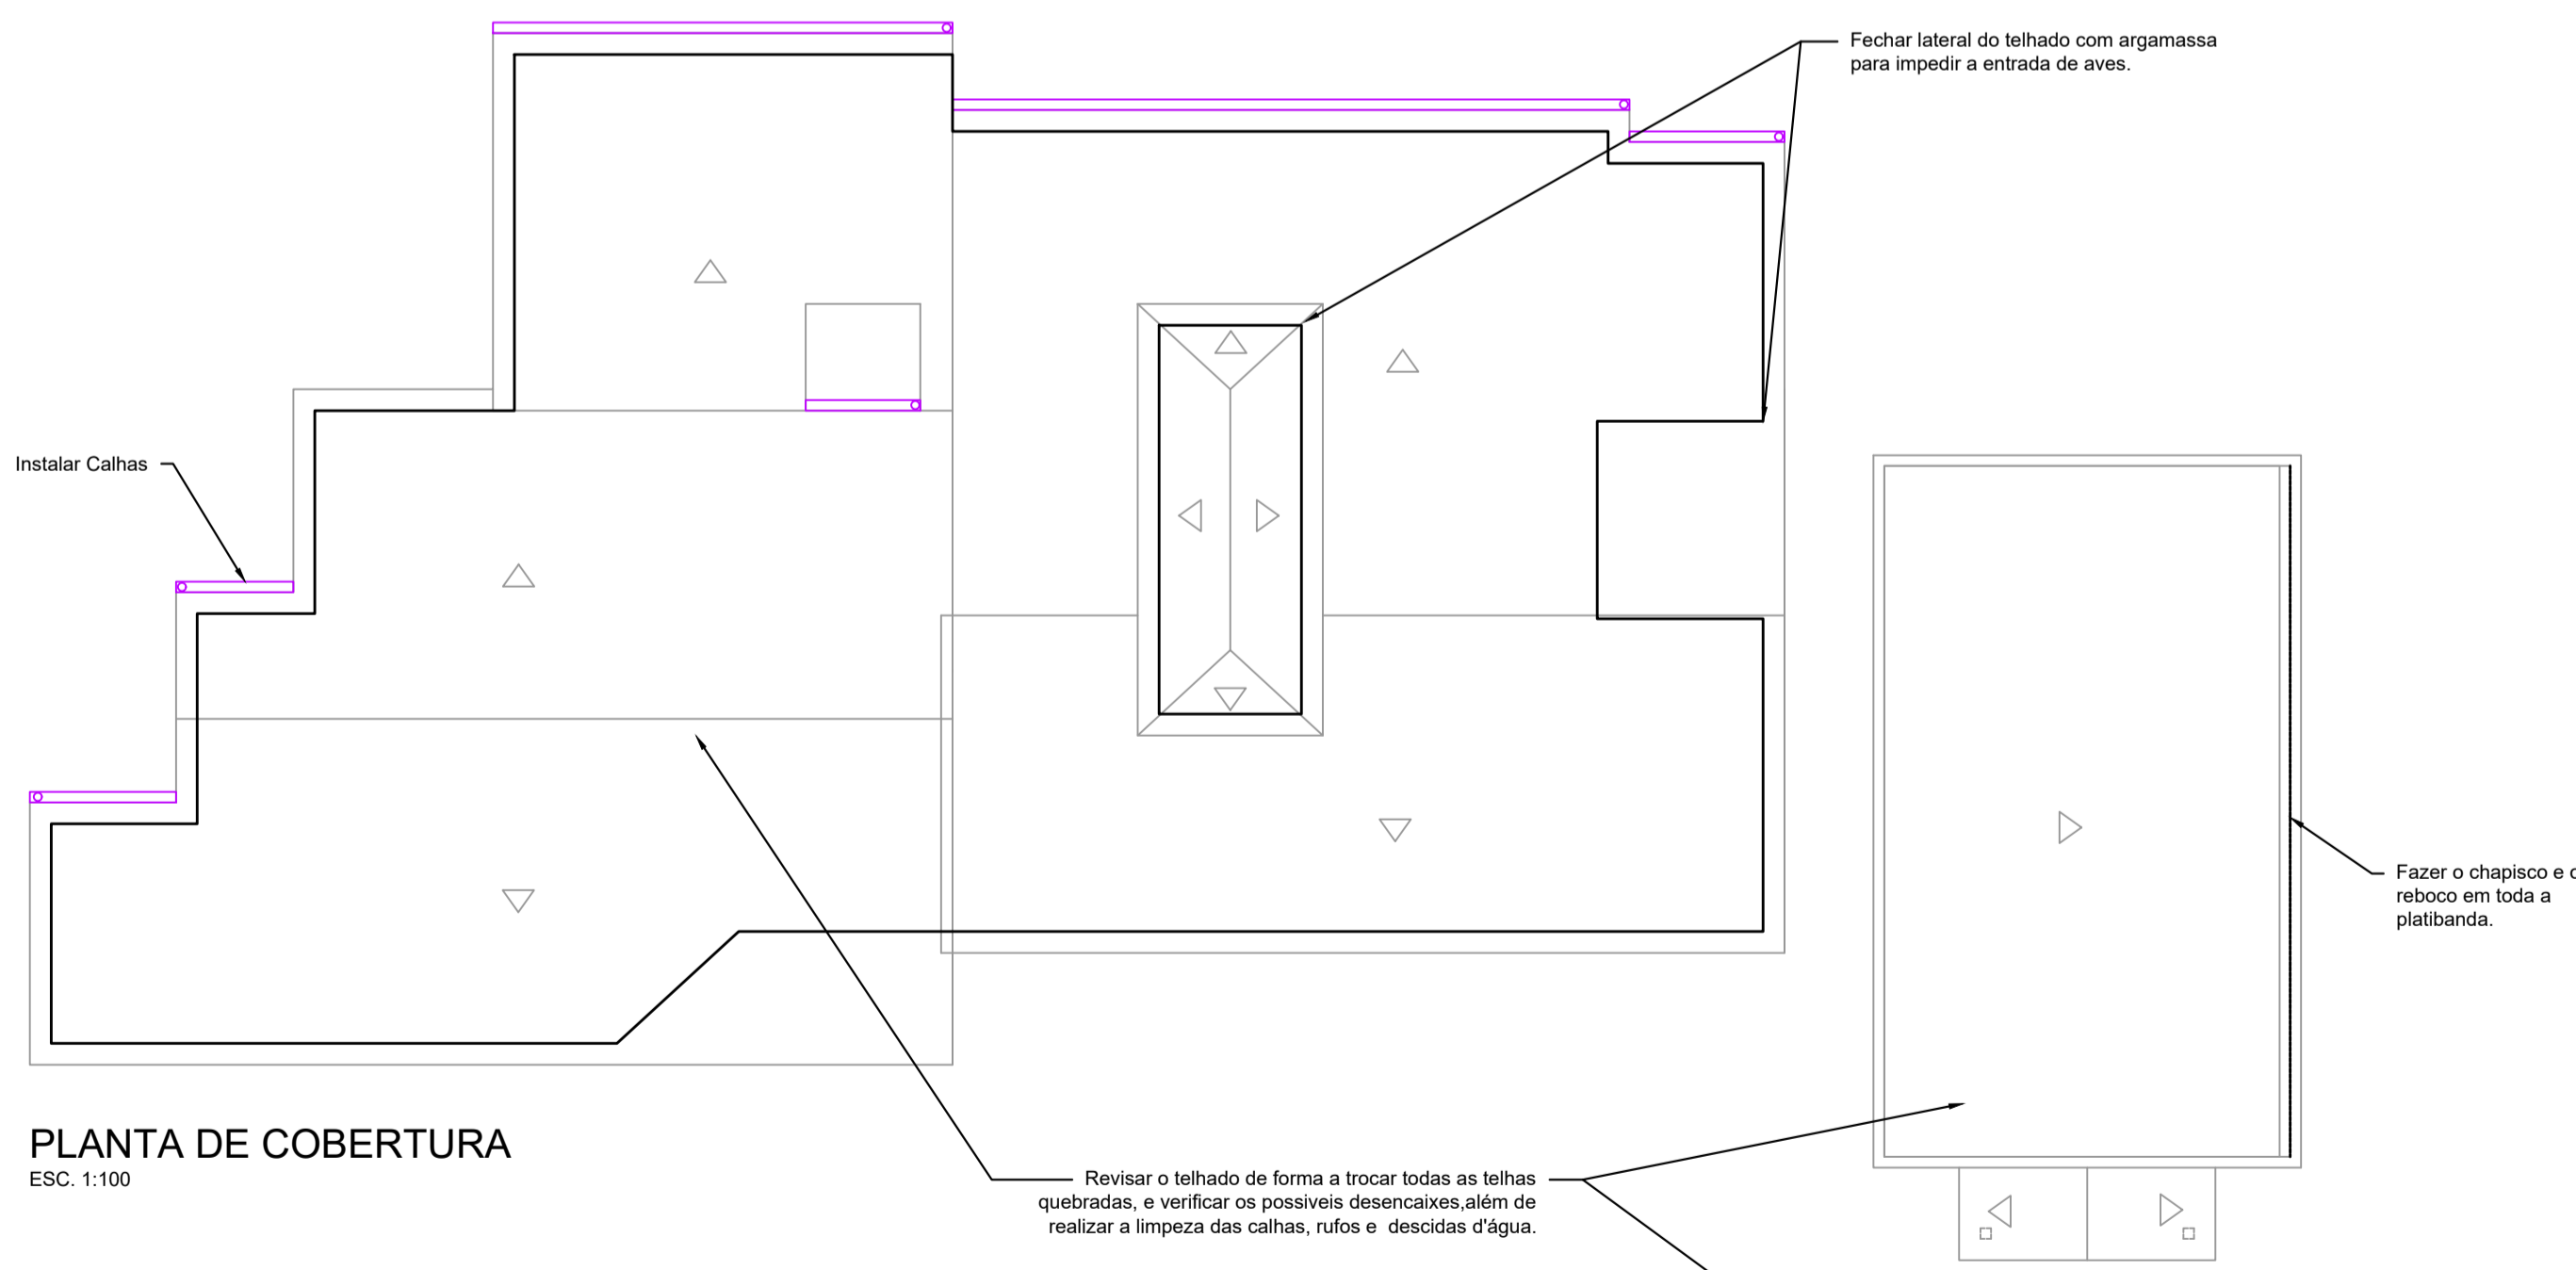 Fechar lateral do telhado com argamassa
para impedir a entrada de aves.
Instalar Calhas
Fazer o chapisco e
reboco em toda a
platibanda.
PLANTA DE COBERTURA
ESC. 1:100
Revisar o telhado de forma a trocar todas as telhas
quebradas, e verificar os possiveis desencaixes,além de
realizar a limpeza das calhas, rufos e  descidas d'água.